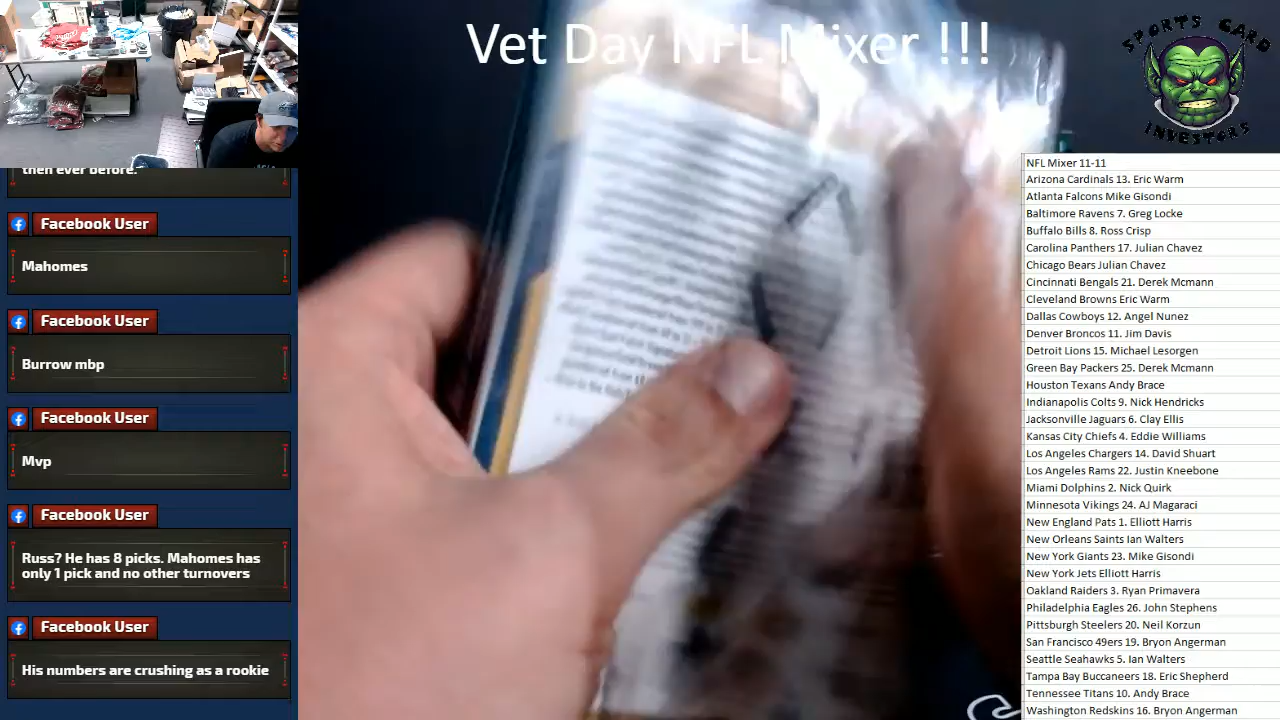 Vet Day NFL Mixer !!!
SPORTS CARD
INVESTORS
then ever before.
Facebook User
Mahomes
Facebook User
Burrow mbp
Facebook User
Mvp
Facebook User
Russ? He has 8 picks. Mahomes has
only 1 pick and no other turnovers
Facebook User
His numbers are crushing as a rookie
NFL Mixer 11-11
Arizona Cardinals 13. Eric Warm
Atlanta Falcons Mike Gisondi
Baltimore Ravens 7. Greg Locke
Buffalo Bills 8. Ross Crisp
Carolina Panthers 17. Julian Chavez
Chicago Bears Julian Chavez
Cincinnati Bengals 21. Derek Mcmann
Cleveland Browns Eric Warm
Dallas Cowboys 12. Angel Nunez
Denver Broncos 11. Jim Davis
Detroit Lions 15. Michael Lesorgen
Green Bay Packers 25. Derek Mcmann
Houston Texans Andy Brace
Indianapolis Colts 9. Nick Hendricks
Jacksonville Jaguars 6. Clay Ellis
Kansas City Chiefs 4. Eddie Williams
Los Angeles Chargers 14. David Shuart
Los Angeles Rams 22. Justin Kneebone
Miami Dolphins 2. Nick Quirk
Minnesota Vikings 24. AJ Magaraci
New England Pats 1. Elliott Harris
New Orleans Saints Ian Walters
New York Giants 23. Mike Gisondi
New York Jets Elliott Harris
Oakland Raiders 3. Ryan Primavera
Philadelphia Eagles 26. John Stephens
Pittsburgh Steelers 20. Neil Korzun
San Francisco 49ers 19. Bryon Angerman
Seattle Seahawks 5. Ian Walters
Tampa Bay Buccaneers 18. Eric Shepherd
Tennessee Titans 10. Andy Brace
Washington Redskins 16. Bryon Angerman